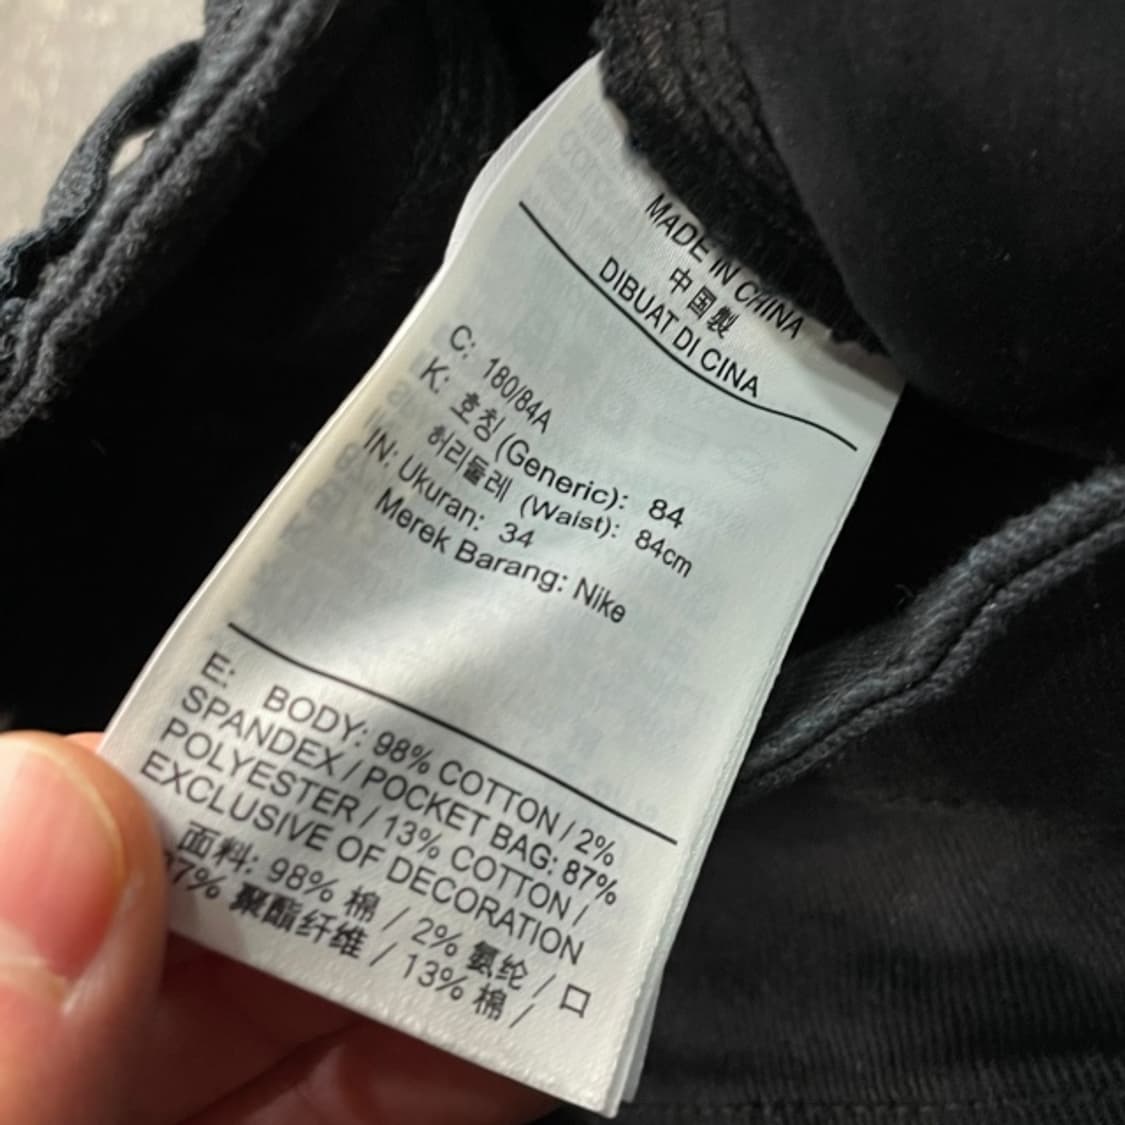 MADE IN CHINA
中国製
DIBUAT DI CINA
C: 180/84A
K: 호칭 (Generic): 84
허리둘레 (Waist): 84cm
IN: Ukuran: 34
Merek Barang: Nike
E: BODY: 98% COTTON / 2%
SPANDEX / POCKET BAG: 87%
POLYESTER / 13% COTTON /
EXCLUSIVE OF DECORATION
面料: 98% 棉 / 2% 氨纶 / 口
87% 聚酯纤维 / 13% 棉 /